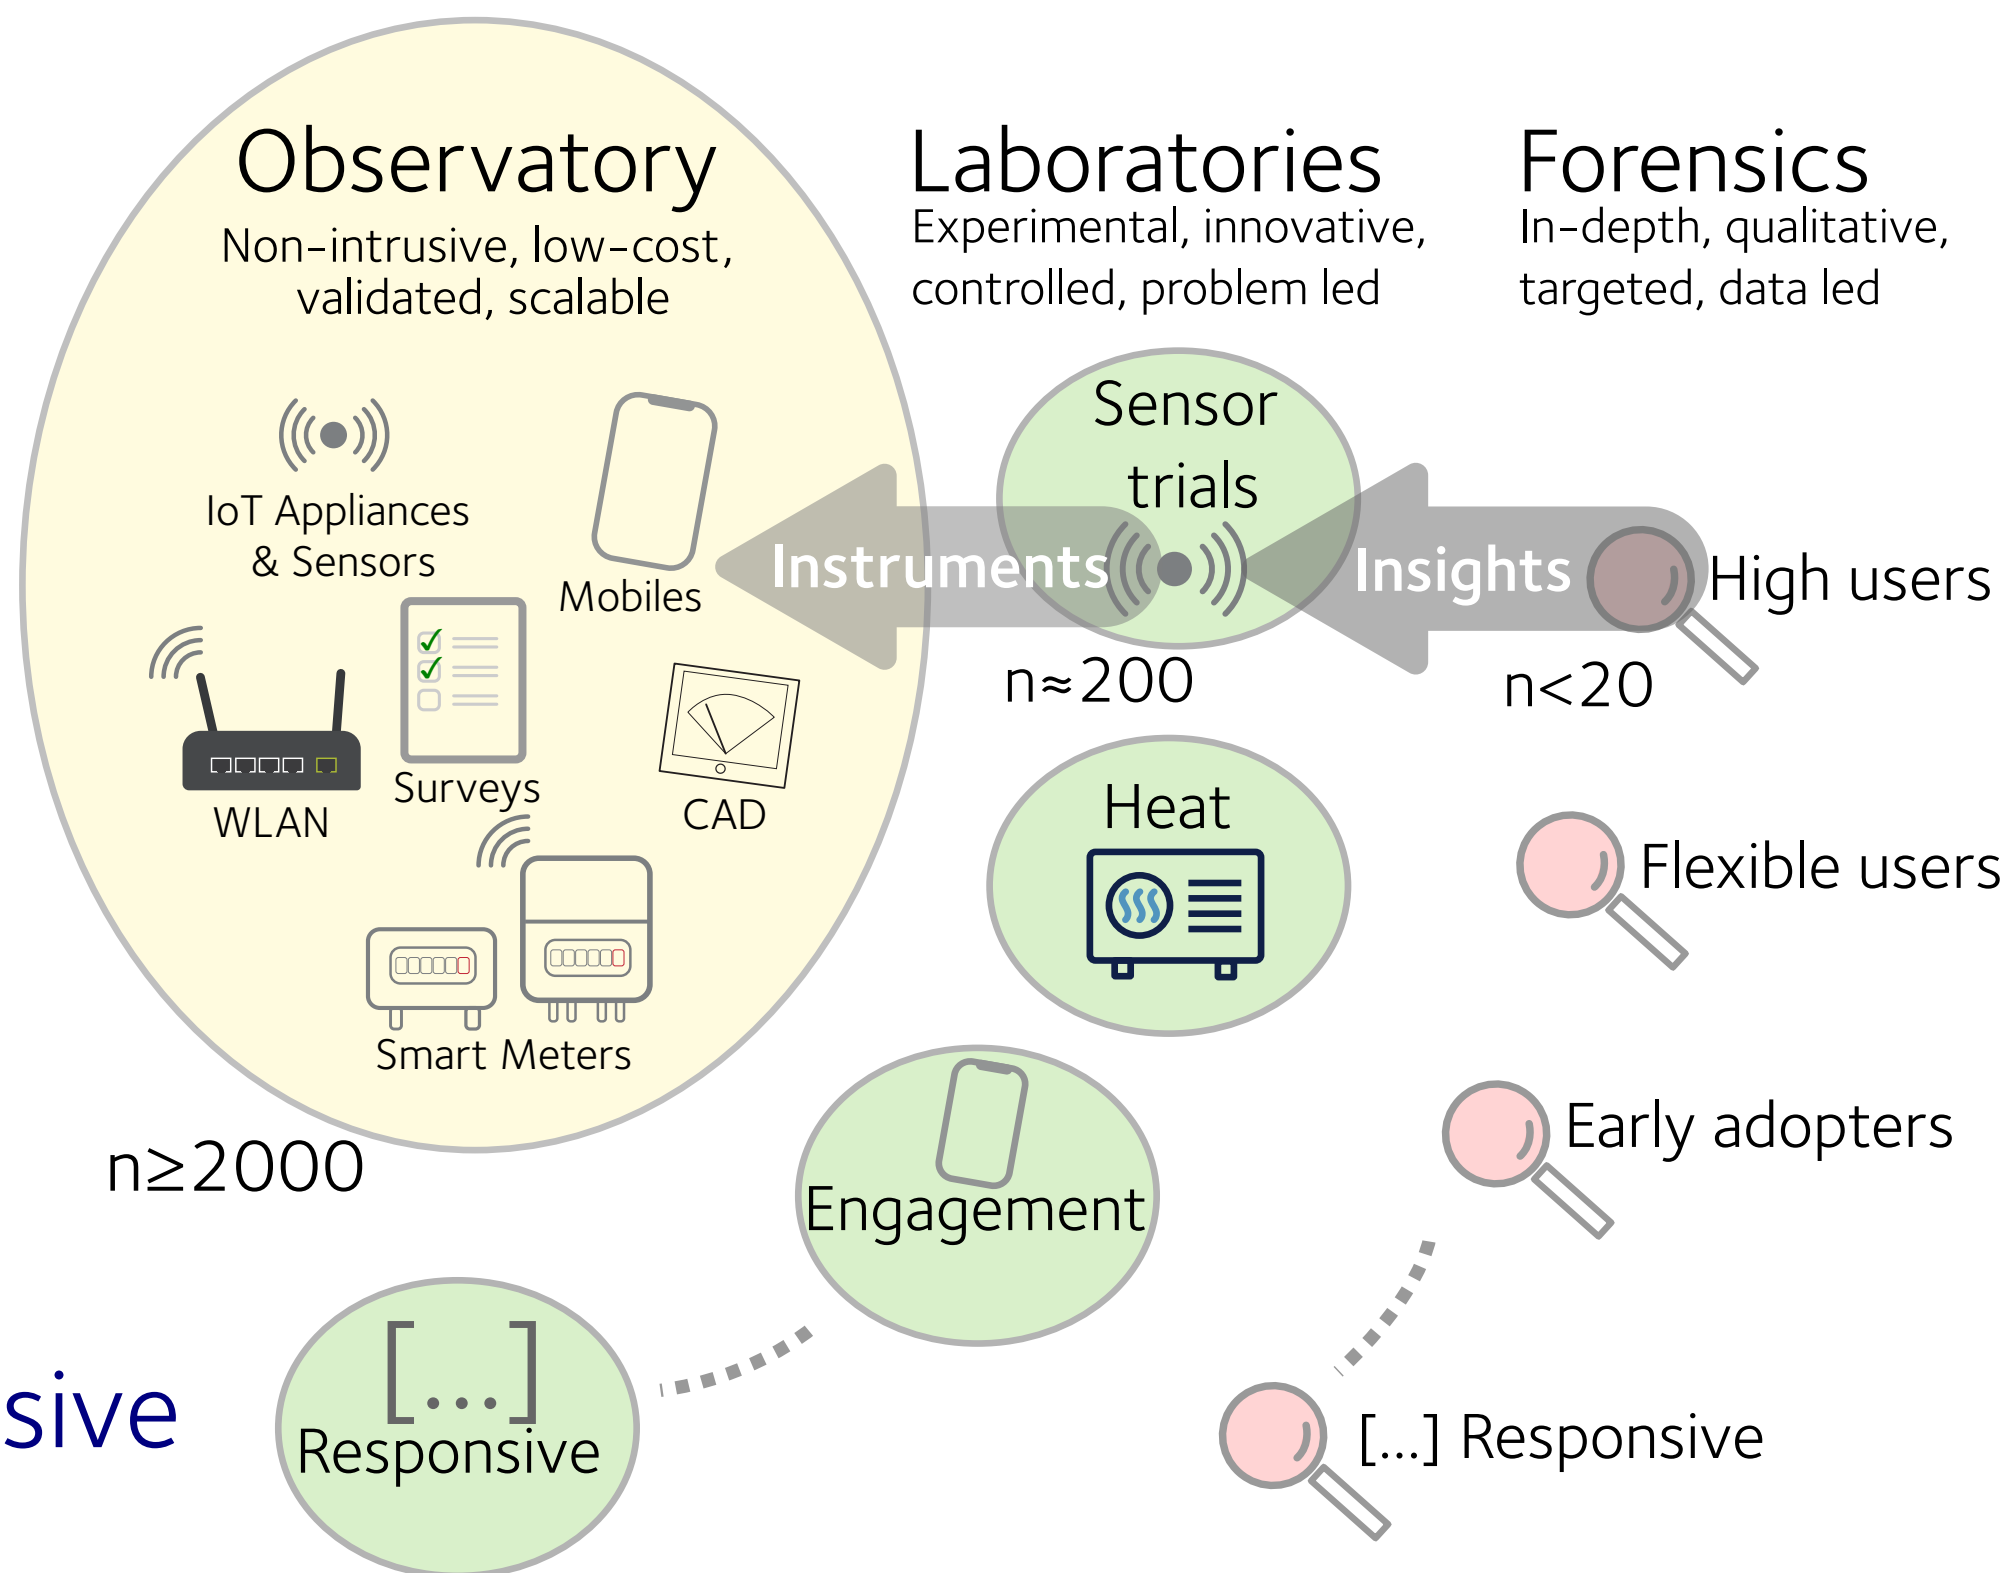 Observatory
Non-intrusive, low-cost,
validated, scalable
IoT Appliances
& Sensors
Mobiles
WLAN
Surveys
CAD
Smart Meters
n≥2000
Laboratories
Experimental, innovative,
controlled, problem led
Sensor
trials
Instruments
n≈200
Heat
Engagement
[...]
Responsive
Forensics
In-depth, qualitative,
targeted, data led
Insights
High users
n<20
Flexible users
Early adopters
[...] Responsive
sive